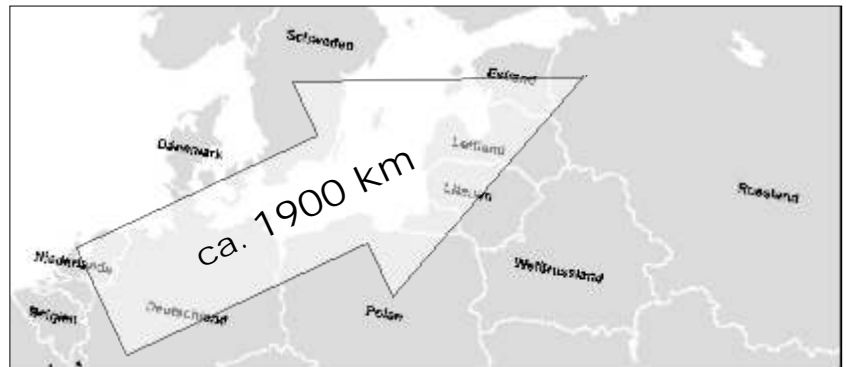 Schweden
Estland
Dänemark
Lettland
Litauen
Russland
ca. 1900 km
Niederlande
Weißrussland
Belgien
Deutschland
Polen